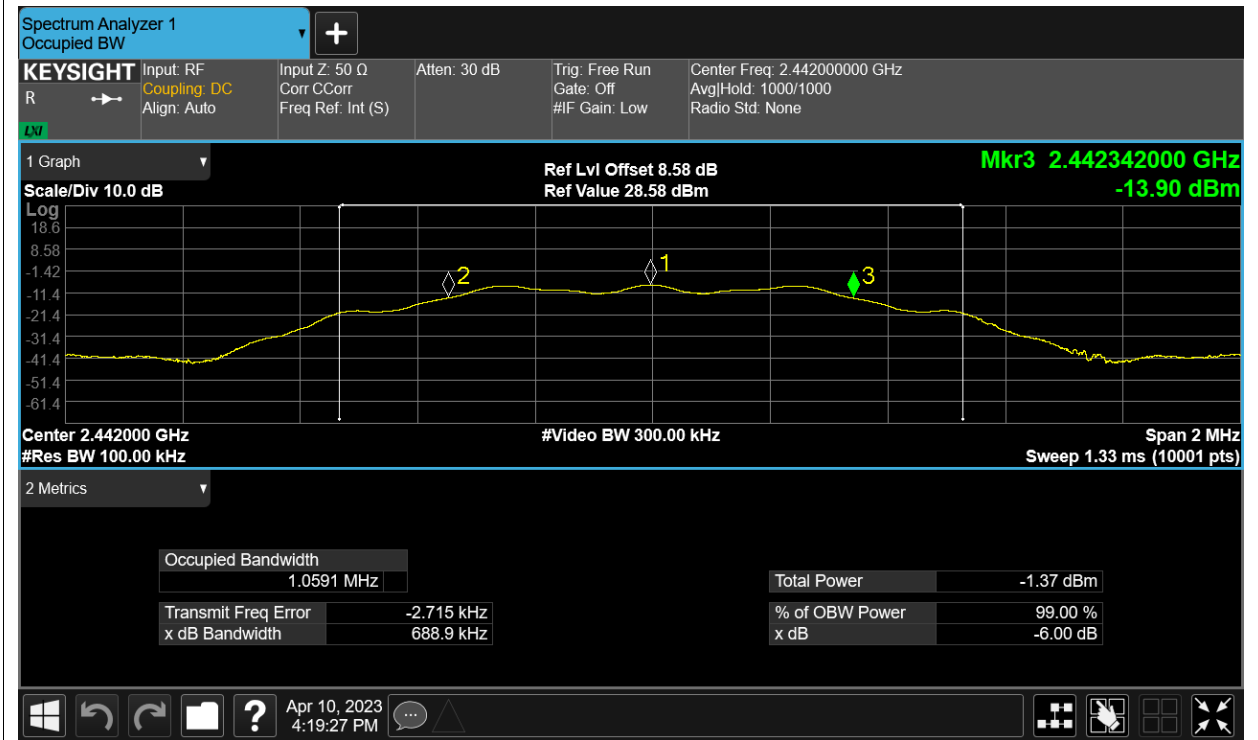 Spectrum Analyzer 1
Occupied BW
KEYSIGHT
R
LXI
Input: RF
Coupling: DC
Align: Auto
Input Z: 50 Ω
Corr CCorr
Freq Ref: Int (S)
Atten: 30 dB
Trig: Free Run
Gate: Off
#IF Gain: Low
Center Freq: 2.442000000 GHz
Avg|Hold: 1000/1000
Radio Std: None
1 Graph
Scale/Div 10.0 dB
Ref Lvl Offset 8.58 dB
Ref Value 28.58 dBm
Mkr3 2.442342000 GHz
-13.90 dBm
Log
18.6
8.58
-1.42
-11.4
-21.4
-31.4
-41.4
-51.4
-61.4
2
1
3
Center 2.442000 GHz
#Video BW 300.00 kHz
Span 2 MHz
#Res BW 100.00 kHz
Sweep 1.33 ms (10001 pts)
2 Metrics
Occupied Bandwidth
1.0591 MHz
Total Power -1.37 dBm
Transmit Freq Error -2.715 kHz
% of OBW Power 99.00 %
x dB Bandwidth 688.9 kHz
x dB -6.00 dB
?
Apr 10, 2023
4:19:27 PM